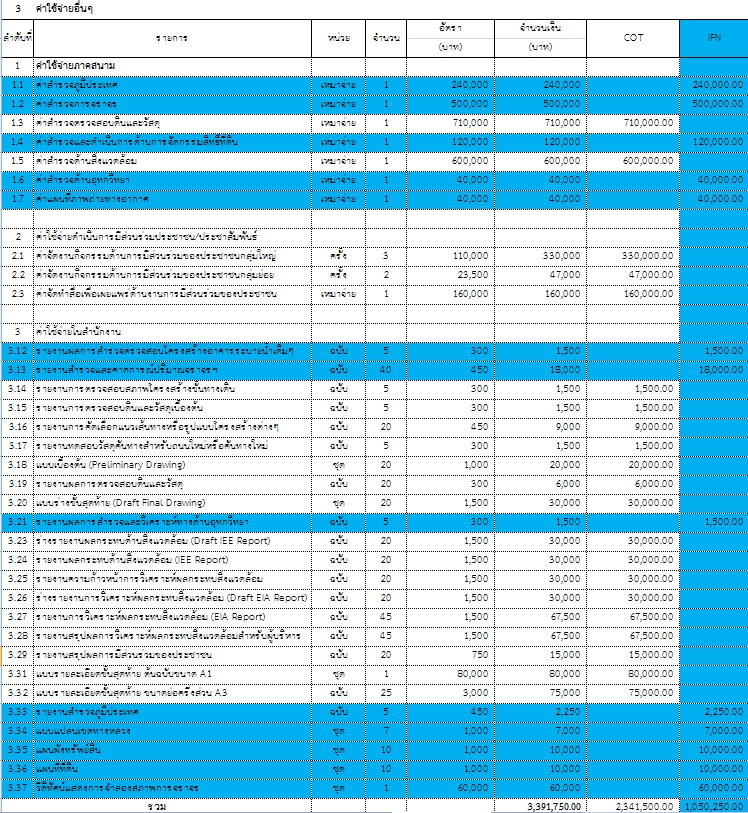 3 ค่าใช้จ่ายอื่นๆ
ลำดับที่ รายการ หน่วย จำนวน อัตรา (บาท) จำนวนเงิน (บาท) COT IFN
1 ค่าใช้จ่ายภาคสนาม
1.1 ค่าสำรวจภูมิประเทศ เหมาจ่าย 1 240,000 240,000 240,000.00
1.2 ค่าสำรวจการจราจร เหมาจ่าย 1 500,000 500,000 500,000.00
1.3 ค่าสำรวจตรวจสอบดินและวัสดุ เหมาจ่าย 1 710,000 710,000 710,000.00
1.4 ค่าสำรวจและดำเนินการด้านการจัดกรรมสิทธิ์ที่ดิน เหมาจ่าย 1 120,000 120,000 120,000.00
1.5 ค่าสำรวจด้านสิ่งแวดล้อม เหมาจ่าย 1 600,000 600,000 600,000.00
1.6 ค่าสำรวจด้านอุทกวิทยา เหมาจ่าย 1 40,000 40,000 40,000.00
1.7 ค่าแผนที่ภาพถ่ายทางอากาศ เหมาจ่าย 1 40,000 40,000 40,000.00
2 ค่าใช้จ่ายดำเนินการมีส่วนร่วมประชาชน/ประชาสัมพันธ์
2.1 ค่าจัดงานกิจกรรมด้านการมีส่วนร่วมของประชาชนกลุ่มใหญ่ ครั้ง 3 110,000 330,000 330,000.00
2.2 ค่าจัดงานกิจกรรมด้านการมีส่วนร่วมของประชาชนกลุ่มย่อย ครั้ง 2 23,500 47,000 47,000.00
2.3 ค่าจัดทำสื่อเพื่อเผยแพร่ด้านงานการมีส่วนร่วมของประชาชน เหมาจ่าย 1 160,000 160,000 160,000.00
3 ค่าใช้จ่ายในสำนักงาน
3.12 รายงานผลการสำรวจตรวจสอบโครงสร้างอาคารระบายน้ำเดิมๆ ฉบับ 5 300 1,500 1,500.00
3.13 รายงานสำรวจและคาดการณ์ปริมาณจราจรฯ ฉบับ 40 450 18,000 18,000.00
3.14 รายงานการตรวจสอบสภาพโครงสร้างชั้นทางเดิน ฉบับ 5 300 1,500 1,500.00
3.15 รายงานการตรวจสอบดินและวัสดุเบื้องต้น ฉบับ 5 300 1,500 1,500.00
3.16 รายงานการคัดเลือกแนวเส้นทางหรือรูปแบบโครงสร้างต่างๆ ฉบับ 20 450 9,000 9,000.00
3.17 รายงานทดสอบวัสดุคันทางสำหรับถนนใหม่หรือคันทางใหม่ ฉบับ 5 300 1,500 1,500.00
3.18 แบบเบื้องต้น (Preliminary Drawing) ชุด 20 1,000 20,000 20,000.00
3.19 รายงานผลการตรวจสอบดินและวัสดุ ฉบับ 20 300 6,000 6,000.00
3.20 แบบร่างขั้นสุดท้าย (Draft Final Drawing) ชุด 20 1,500 30,000 30,000.00
3.21 รายงานผลการสำรวจและวิเคราะห์ทางด้านอุทกวิทยา ฉบับ 5 300 1,500 1,500.00
3.23 ร่างรายงานผลกระทบด้านสิ่งแวดล้อม (Draft IEE Report) ฉบับ 20 1,500 30,000 30,000.00
3.24 รายงานผลกระทบด้านสิ่งแวดล้อม (IEE Report) ฉบับ 20 1,500 30,000 30,000.00
3.25 รายงานความก้าวหน้าการวิเคราะห์ผลกระทบสิ่งแวดล้อม ฉบับ 20 1,500 30,000 30,000.00
3.26 ร่างรายงานการวิเคราะห์ผลกระทบสิ่งแวดล้อม (Draft EIA Report) ฉบับ 20 1,500 30,000 30,000.00
3.27 รายงานการวิเคราะห์ผลกระทบสิ่งแวดล้อม (EIA Report) ฉบับ 45 1,500 67,500 67,500.00
3.28 รายงานสรุปผลการวิเคราะห์ผลกระทบสิ่งแวดล้อมสำหรับผู้บริหาร ฉบับ 45 1,500 67,500 67,500.00
3.29 รายงานสรุปผลการมีส่วนร่วมของประชาชน ฉบับ 20 750 15,000 15,000.00
3.31 แบบรายละเอียดขั้นสุดท้าย ต้นฉบับขนาด A1 ชุด 1 80,000 80,000 80,000.00
3.32 แบบรายละเอียดขั้นสุดท้าย ขนาดย่อครึ่งส่วน A3 ฉบับ 25 3,000 75,000 75,000.00
3.33 รายงานสำรวจภูมิประเทศ ฉบับ 5 450 2,250 2,250.00
3.34 แบบแปลนเขตทางหลวง ชุด 7 1,000 7,000 7,000.00
3.35 แผนผังทรัพย์สิน ชุด 10 1,000 10,000 10,000.00
3.36 แผนที่ที่ดิน ชุด 10 1,000 10,000 10,000.00
3.37 วีดิทัศน์แสดงการจำลองสภาพการจราจร ชุด 1 60,000 60,000 60,000.00
รวม 3,391,750.00 2,341,500.00 1,050,250.00